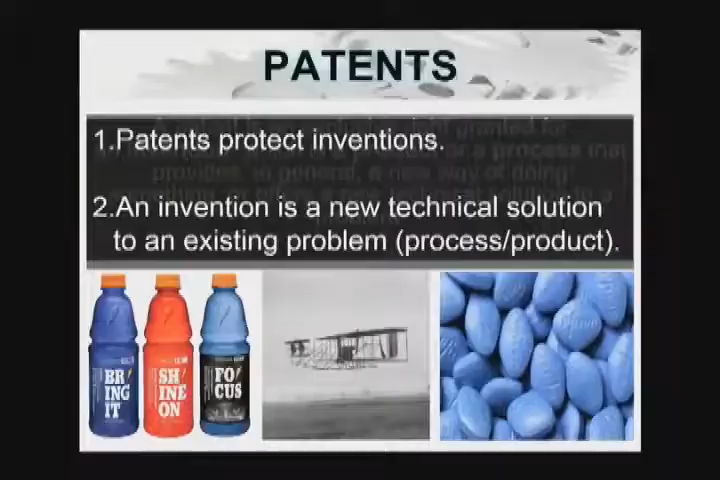 PATENTS
1.Patents protect inventions.
2.An invention is a new technical solution
to an existing problem (process/product).
BR
ING
IT
SH
INE
ON
FO
CUS